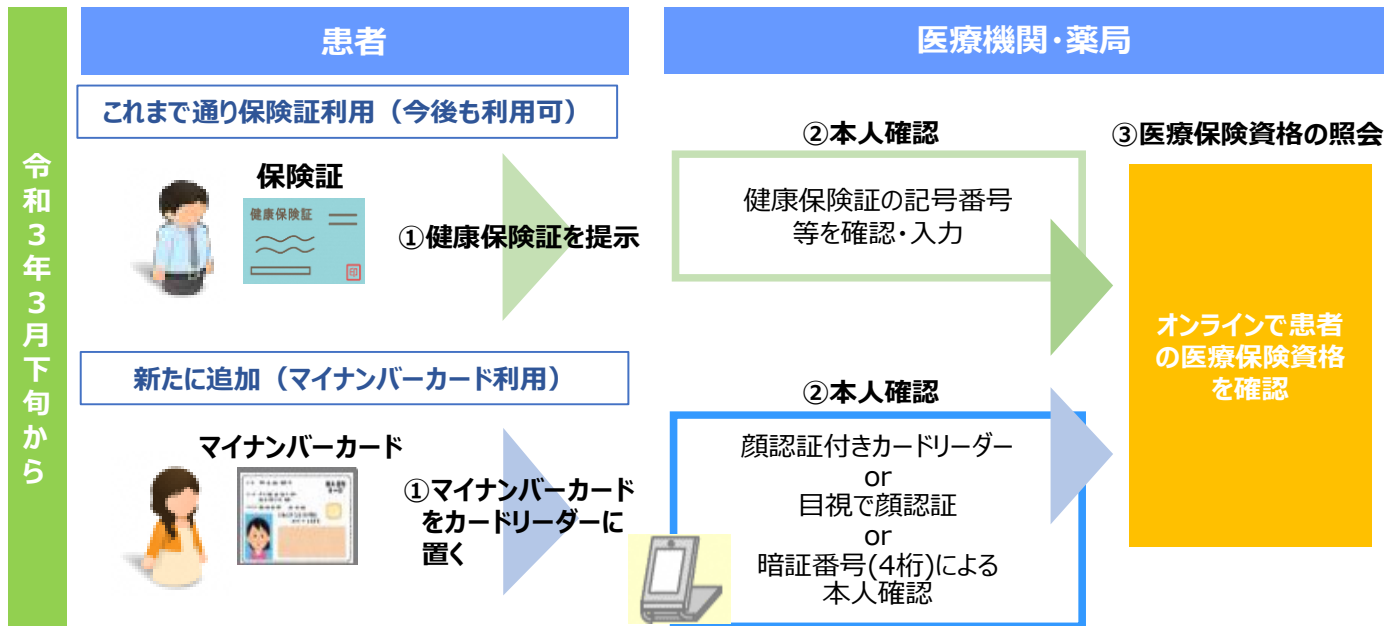 令和3年3月下旬から
患者
医療機関・薬局
これまで通り保険証利用（今後も利用可）
保険証
健康保険証
印
①健康保険証を提示
②本人確認
健康保険証の記号番号
等を確認・入力
③医療保険資格の照会
オンラインで患者
の医療保険資格
を確認
新たに追加（マイナンバーカード利用）
マイナンバーカード
①マイナンバーカード
をカードリーダーに
置く
②本人確認
顔認証付きカードリーダー
or
目視で顔認証
or
暗証番号(4桁)による
本人確認